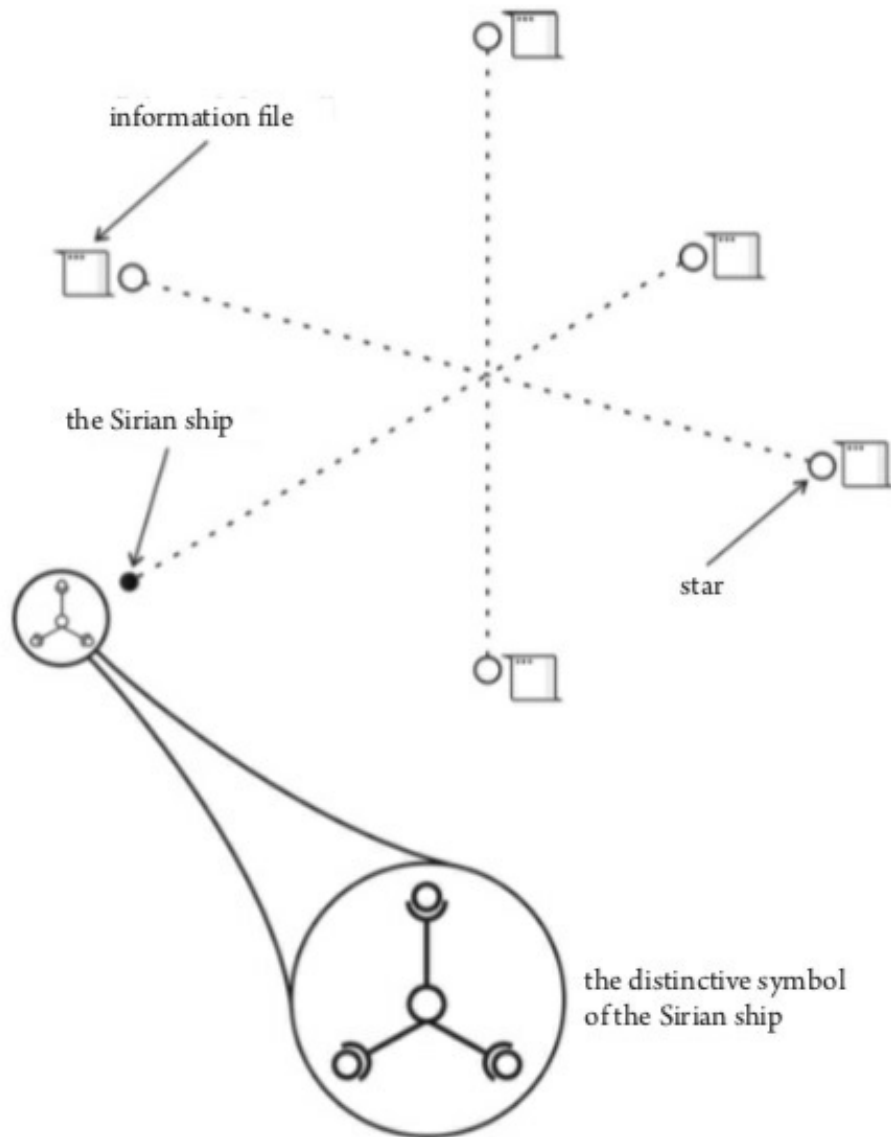 information file
the Sirian ship
star
the distinctive symbol
of the Sirian ship